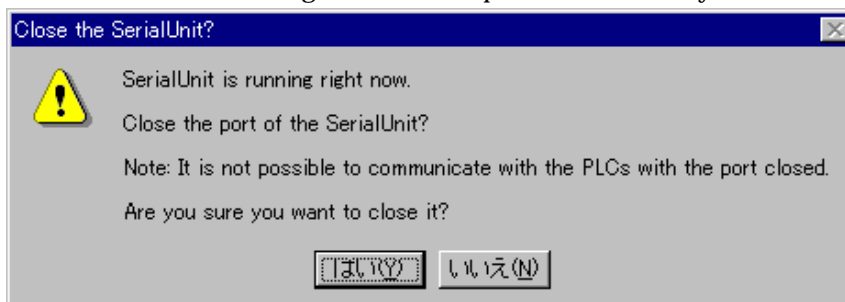 Close the SerialUnit?
SerialUnit is running right now.
Close the port of the SerialUnit?
Note: It is not possible to communicate with the PLCs with the port closed.
Are you sure you want to close it?
はい(Y) いいえ(N)